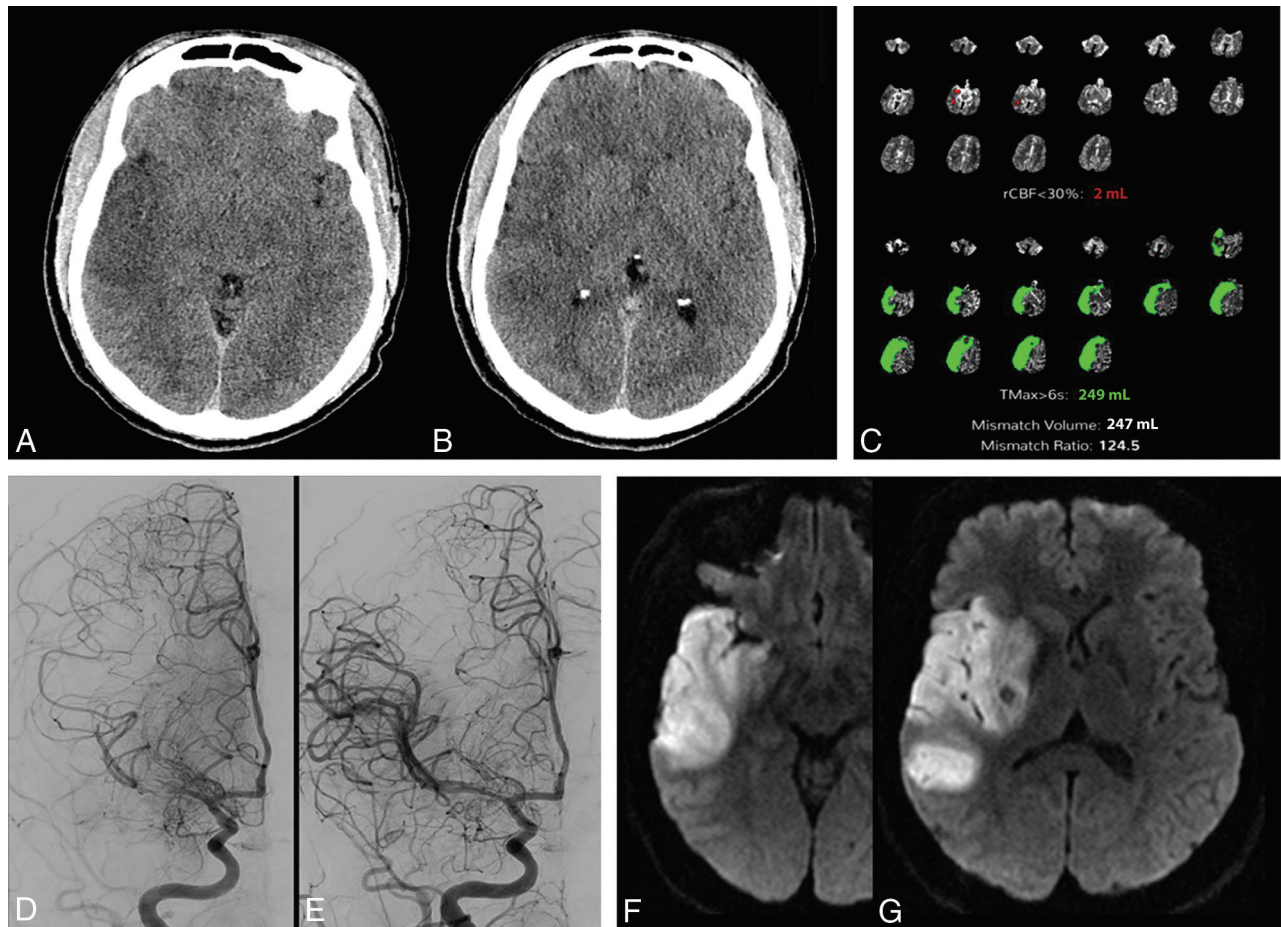 A
B
C
rCBF<30%: 2 mL
TMax>6s: 249 mL
Mismatch Volume: 247 mL
Mismatch Ratio: 124.5
D
E
F
G